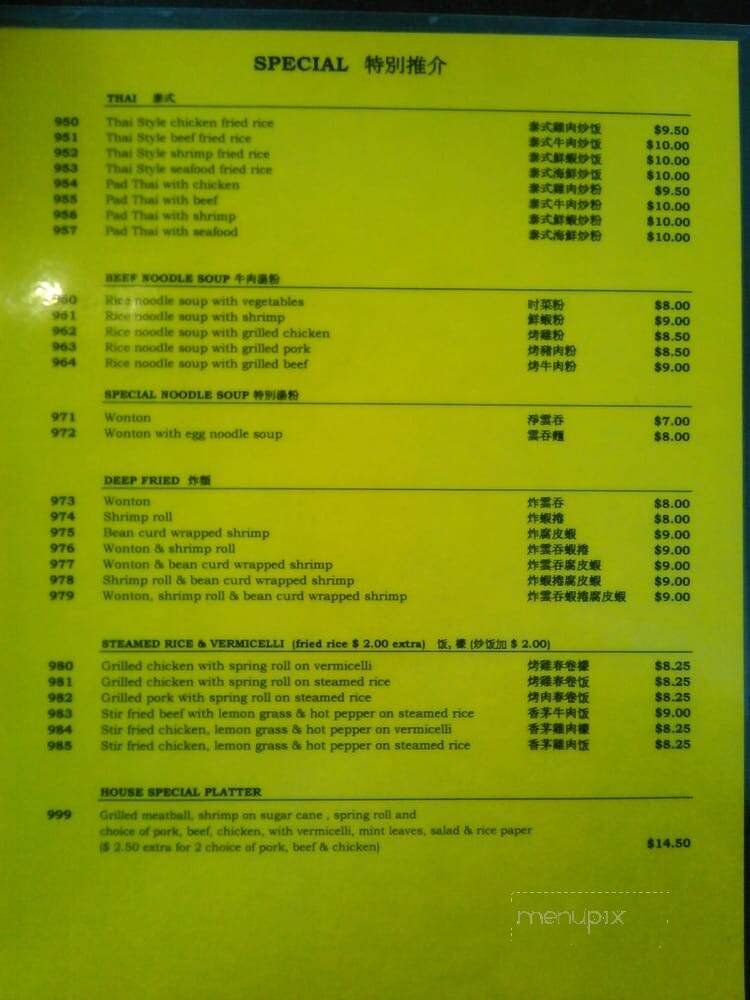 SPECIAL 特別推介
THAI 泰式
950 Thai Style chicken fried rice 泰式雞肉炒饭 $9.50
951 Thai Style beef fried rice 泰式牛肉炒饭 $10.00
952 Thai Style shrimp fried rice 泰式鮮蝦炒饭 $10.00
953 Thai Style seafood fried rice 泰式海鮮炒饭 $10.00
954 Pad Thai with chicken 泰式雞肉炒粉 $9.50
955 Pad Thai with beef 泰式牛肉炒粉 $10.00
956 Pad Thai with shrimp 泰式鮮蝦炒粉 $10.00
957 Pad Thai with seafood 泰式海鮮炒粉 $10.00
BEEF NOODLE SOUP 牛肉湯粉
960 Rice noodle soup with vegetables 时菜粉 $8.00
961 Rice noodle soup with shrimp 鮮蝦粉 $9.00
962 Rice noodle soup with grilled chicken 烤雞粉 $8.50
963 Rice noodle soup with grilled pork 烤豬肉粉 $8.50
964 Rice noodle soup with grilled beef 烤牛肉粉 $9.00
SPECIAL NOODLE SOUP 特別湯粉
971 Wonton 淨雲吞 $7.00
972 Wonton with egg noodle soup 雲吞麵 $8.00
DEEP FRIED 炸類
973 Wonton 炸雲吞 $8.00
974 Shrimp roll 炸蝦捲 $8.00
975 Bean curd wrapped shrimp 炸腐皮蝦 $9.00
976 Wonton & shrimp roll 炸雲吞蝦捲 $9.00
977 Wonton & bean curd wrapped shrimp 炸雲吞腐皮蝦 $9.00
978 Shrimp roll & bean curd wrapped shrimp 炸蝦捲腐皮蝦 $9.00
979 Wonton, shrimp roll & bean curd wrapped shrimp 炸雲吞蝦捲腐皮蝦 $9.00
STEAMED RICE & VERMICELLI (fried rice $ 2.00 extra) 饭, 檬 (炒饭加 $ 2.00)
980 Grilled chicken with spring roll on vermicelli 烤雞春卷檬 $8.25
981 Grilled chicken with spring roll on steamed rice 烤雞春卷饭 $8.25
982 Grilled pork with spring roll on steamed rice 烤肉春卷饭 $8.25
983 Stir fried beef with lemon grass & hot pepper on steamed rice 香茅牛肉饭 $9.00
984 Stir fried chicken, lemon grass & hot pepper on vermicelli 香茅雞肉檬 $8.25
985 Stir fried chicken, lemon grass & hot pepper on steamed rice 香茅雞肉饭 $8.25
HOUSE SPECIAL PLATTER
999 Grilled meatball, shrimp on sugar cane , spring roll and
choice of pork, beef, chicken, with vermicelli, mint leaves, salad & rice paper
($ 2.50 extra for 2 choice of pork, beef & chicken) $14.50
menupix